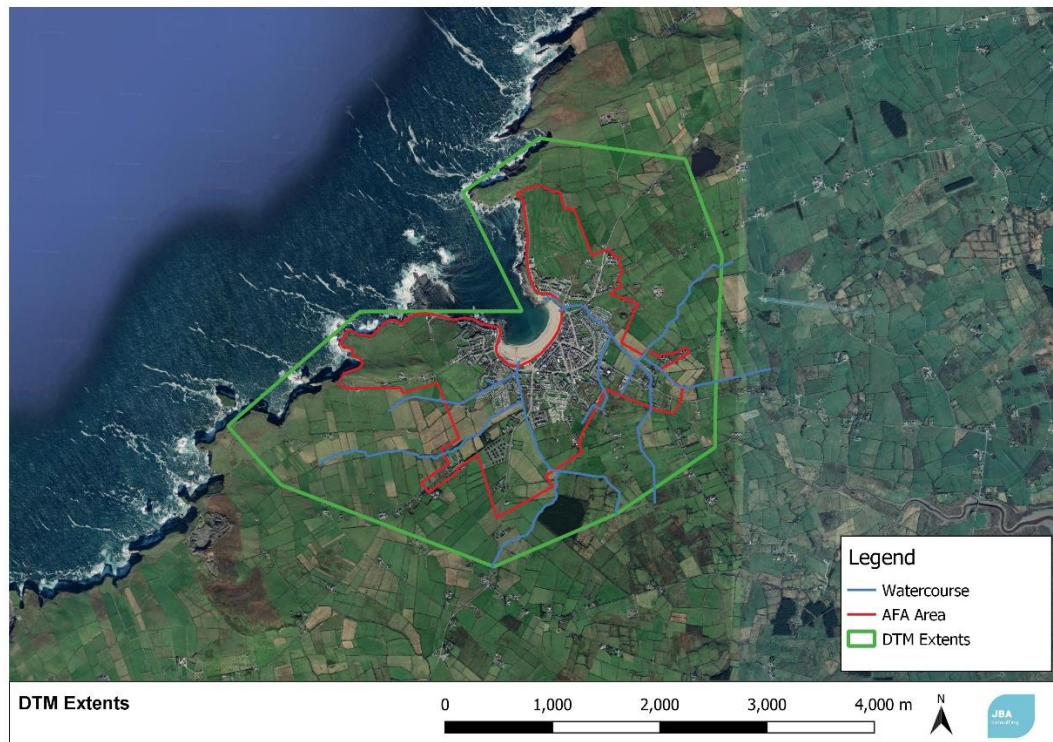 Legend
Watercourse
AFA Area
DTM Extents
DTM Extents
0 1,000 2,000 3,000 4,000 m
N
JBA
consulting